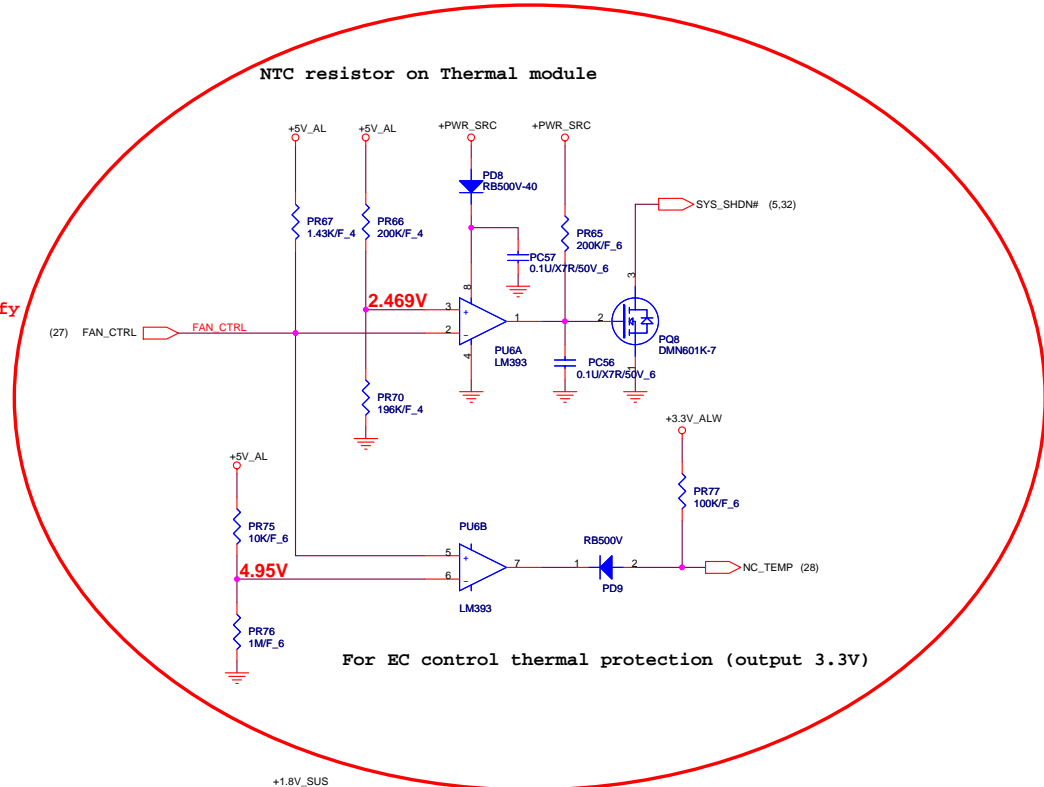 NTC resistor on Thermal module
+5V_AL
+5V_AL
+PWR_SRC
+PWR_SRC
PD8
RB500V-40
SYS_SHDN# (5,32)
PR67
1.43K/F_4
PR66
200K/F_4
PR65
200K/F_6
PC57
0.1U/X7R/50V_6
3
8
fy
2.469V
3
+
1
2
(27) FAN_CTRL
FAN_CTRL
2
-
PU6A
LM393
4
PC56
0.1U/X7R/50V_6
1
PQ8
DMN601K-7
PR70
196K/F_4
+3.3V_ALW
+5V_AL
PR77
100K/F_6
PR75
10K/F_6
PU6B
RB500V
5
+
7
1
2
NC_TEMP (28)
4.95V
6
-
PD9
LM393
PR76
1M/F_6
For EC control thermal protection (output 3.3V)
+1.8V_SUS